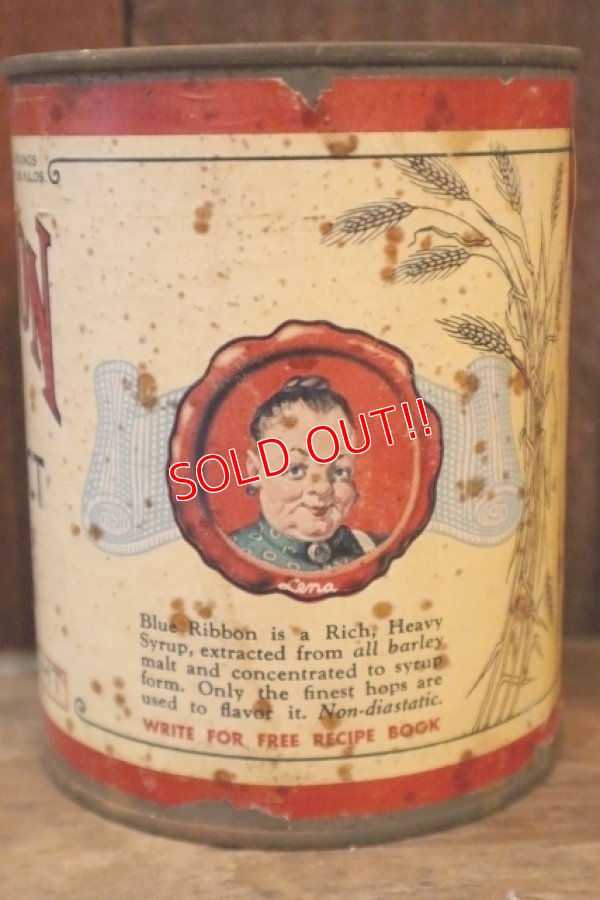 SOLD OUT!!
Lena
Blue Ribbon is a Rich, Heavy
Syrup, extracted from all barley
malt and concentrated to syrup
form. Only the finest hops are
used to flavor it. Non-diastatic.
WRITE FOR FREE RECIPE BOOK